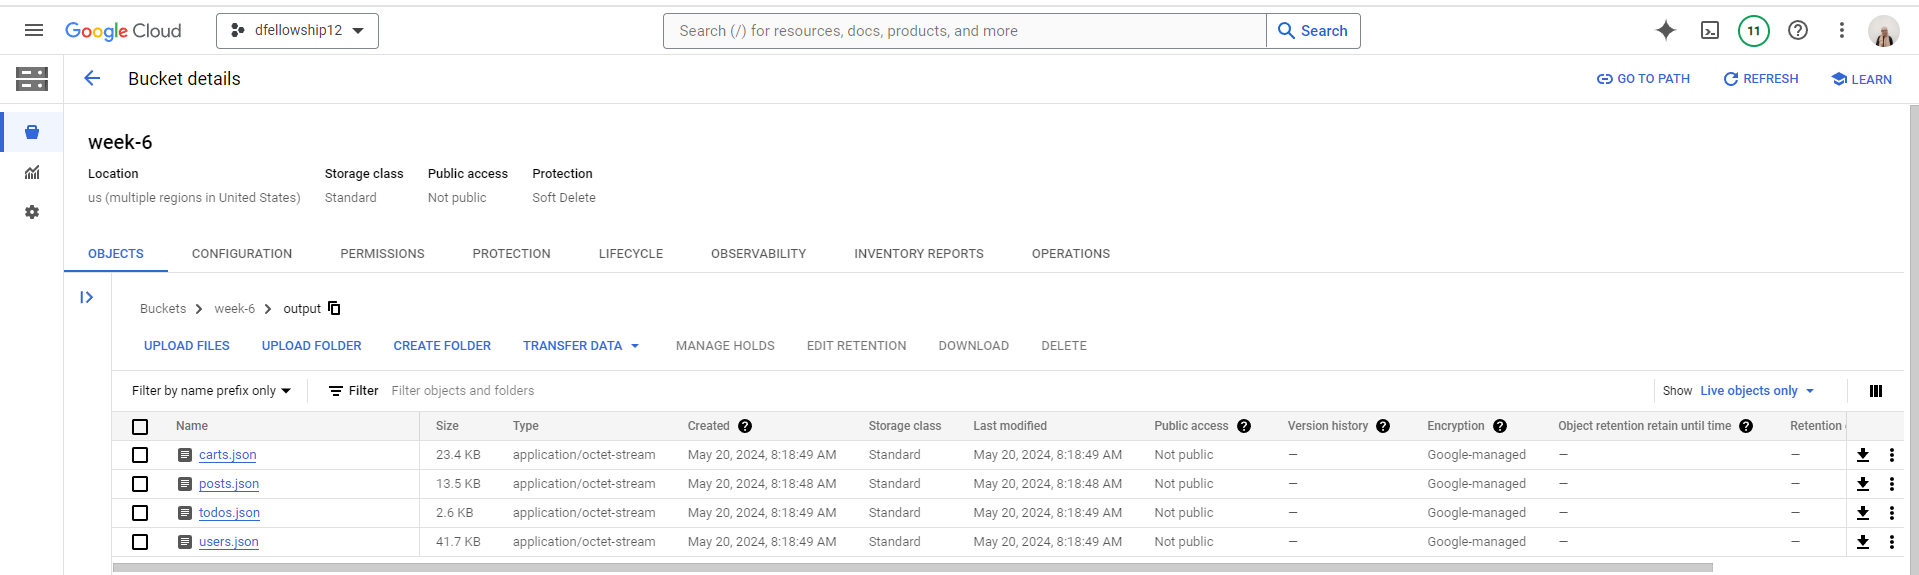 Google Cloud
dfellowship12
Search (/) for resources, docs, products, and more
Search
11
Bucket details
GO TO PATH
REFRESH
LEARN
week-6
Location Storage class Public access Protection
us (multiple regions in United States) Standard Not public Soft Delete
OBJECTS CONFIGURATION PERMISSIONS PROTECTION LIFECYCLE OBSERVABILITY INVENTORY REPORTS OPERATIONS
Buckets week-6 output
UPLOAD FILES UPLOAD FOLDER CREATE FOLDER TRANSFER DATA MANAGE HOLDS EDIT RETENTION DOWNLOAD DELETE
Filter by name prefix only Filter Filter objects and folders Show Live objects only
Name Size Type Created Storage class Last modified Public access Version history Encryption Object retention retain until time Retention
carts.json 23.4 KB application/octet-stream May 20, 2024, 8:18:49 AM Standard May 20, 2024, 8:18:49 AM Not public — Google-managed — —
posts.json 13.5 KB application/octet-stream May 20, 2024, 8:18:48 AM Standard May 20, 2024, 8:18:48 AM Not public — Google-managed — —
todos.json 2.6 KB application/octet-stream May 20, 2024, 8:18:49 AM Standard May 20, 2024, 8:18:49 AM Not public — Google-managed — —
users.json 41.7 KB application/octet-stream May 20, 2024, 8:18:49 AM Standard May 20, 2024, 8:18:49 AM Not public — Google-managed — —